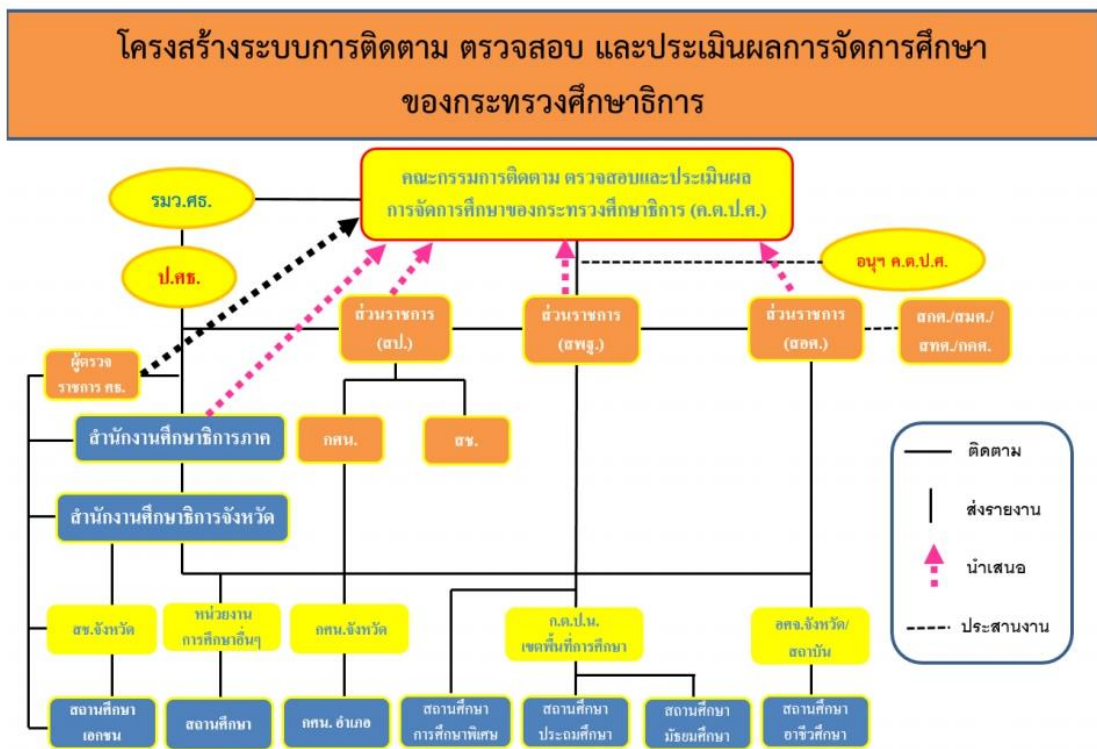 โครงสร้างระบบการติดตาม ตรวจสอบ และประเมินผลการจัดการศึกษา
ของกระทรวงศึกษาธิการ
คณะกรรมการติดตาม ตรวจสอบและประเมินผล
การจัดการศึกษาของกระทรวงศึกษาธิการ (ค.ต.ป.ศ.)
รมว.ศธ.
ป.ศธ.
อนุฯ ค.ต.ป.ศ.
ส่วนราชการ
(สป.)
ส่วนราชการ
(สพฐ.)
ส่วนราชการ
(สอศ.)
สกศ./สมศ./
สทศ./กคศ.
ผู้ตรวจ
ราชการ ศธ.
สำนักงานศึกษาธิการภาค
กศน.
สช.
สำนักงานศึกษาธิการจังหวัด
ติดตาม
ส่งรายงาน
นำเสนอ
ประสานงาน
สช.จังหวัด
หน่วยงาน
การศึกษาอื่นๆ
กศน.จังหวัด
ก.ต.ป.น.
เขตพื้นที่การศึกษา
อศจ.จังหวัด/
สถาบัน
สถานศึกษา
เอกชน
สถานศึกษา
กศน. อำเภอ
สถานศึกษา
การศึกษาพิเศษ
สถานศึกษา
ประถมศึกษา
สถานศึกษา
มัธยมศึกษา
สถานศึกษา
อาชีวศึกษา